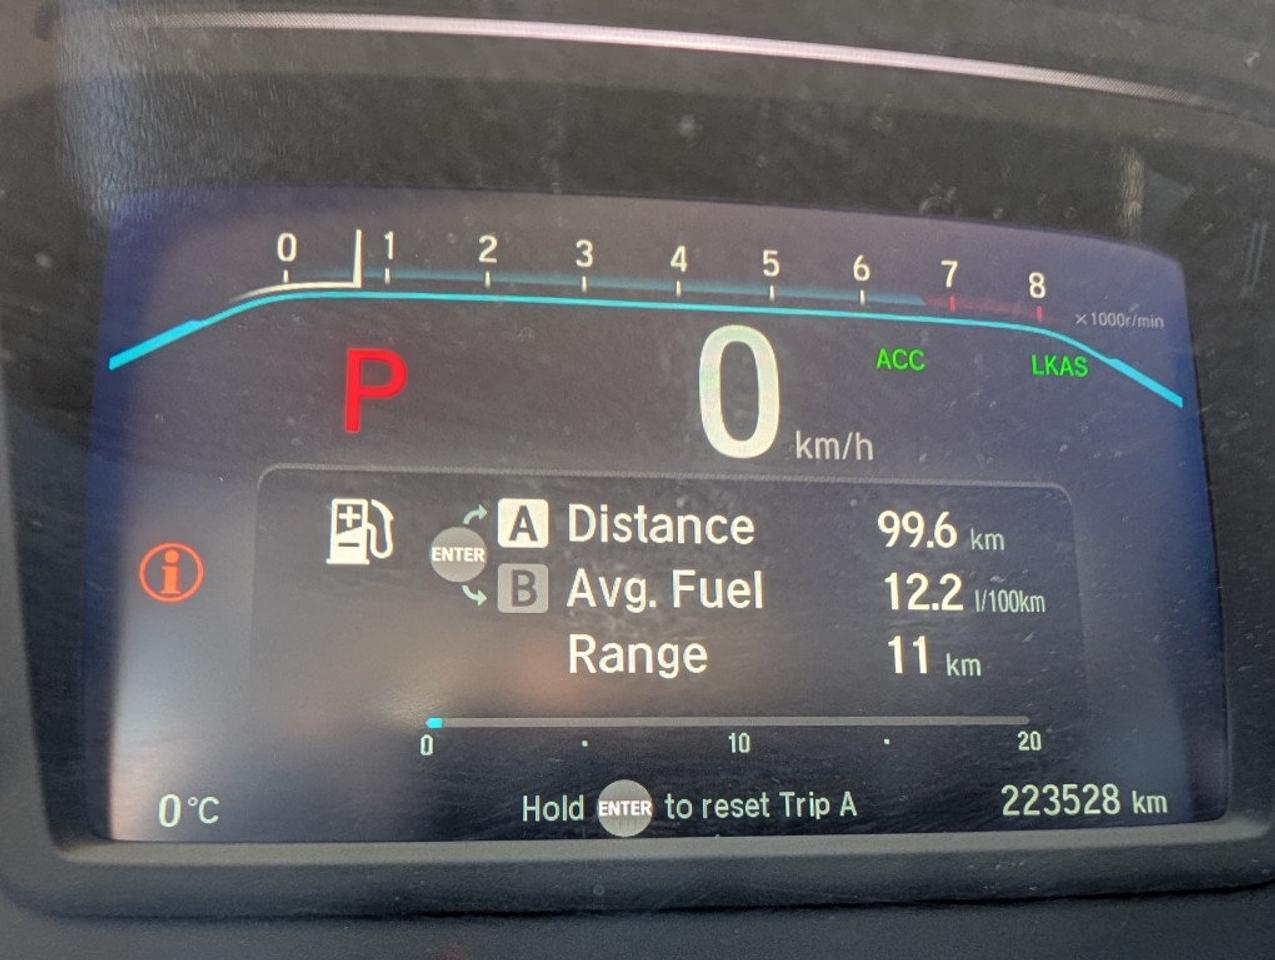 0 1 2 3 4 5 6 7 8
x1000r/min
P 0 km/h ACC LKAS
A Distance 99.6 km
ENTER
B Avg. Fuel 12.2 l/100km
Range 11 km
0 · 10 · 20
0°C Hold ENTER to reset Trip A 223528 km